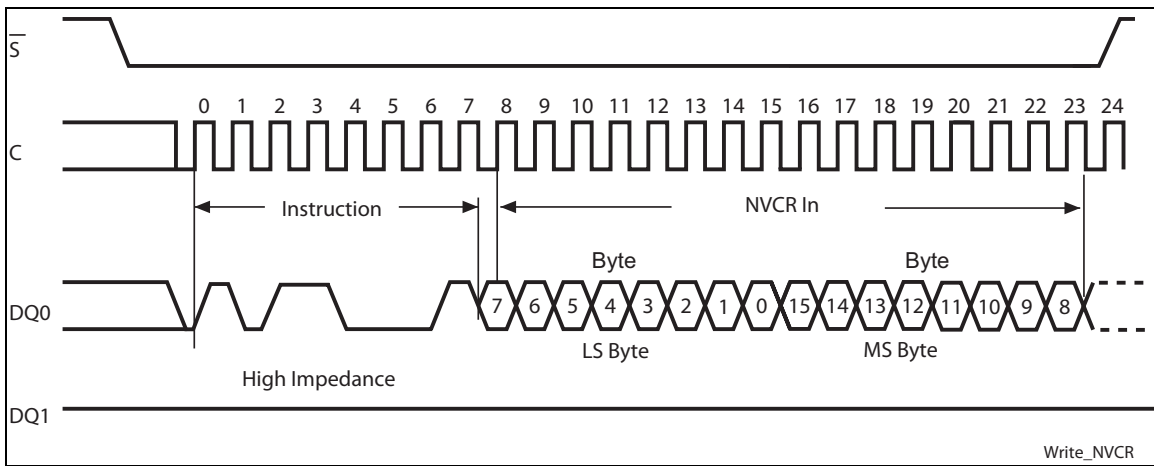 S
0 1 2 3 4 5 6 7 8 9 10 11 12 13 14 15 16 17 18 19 20 21 22 23 24
C
Instruction NVCR In
Byte Byte
DQ0 7 6 5 4 3 2 1 0 15 14 13 12 11 10 9 8
LS Byte MS Byte
High Impedance
DQ1
Write_NVCR